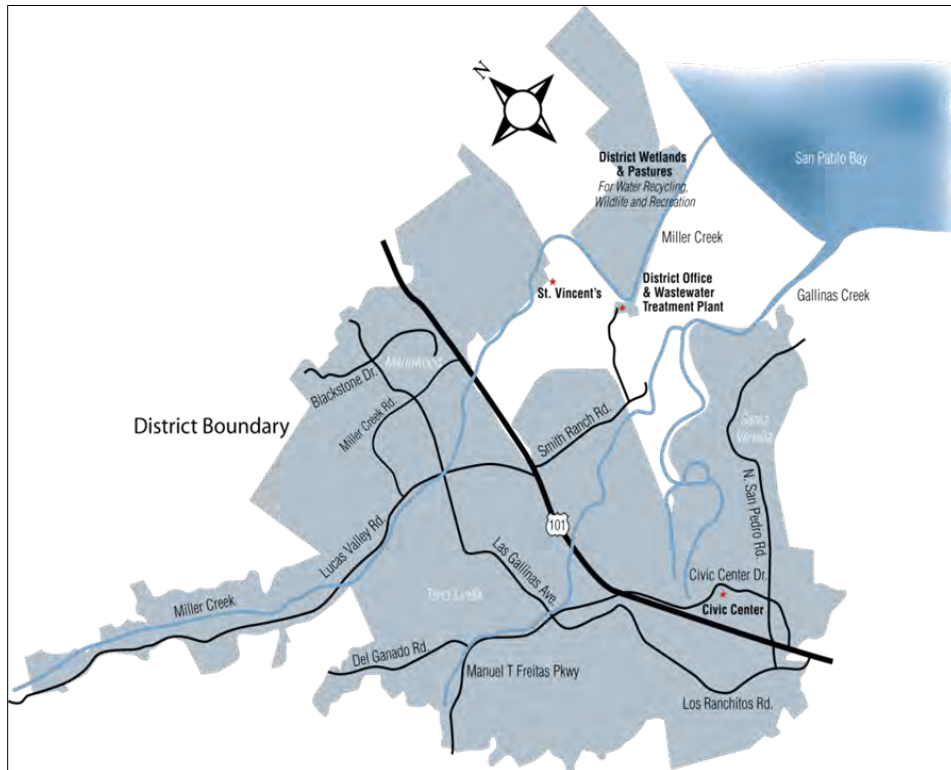 N
District Wetlands
& Pastures
For Water Recycling,
Wildlife and Recreation
San Pablo Bay
Miller Creek
St. Vincent's
District Office
& Wastewater
Treatment Plant
Gallinas Creek
Marinwood
Blackstone Dr.
Miller Creek Rd.
District Boundary
Smith Ranch Rd.
Santa
Venetia
N. San Pedro Rd.
Lucas Valley Rd.
101
Las Gallinas Ave.
Civic Center Dr.
Civic Center
Miller Creek
Terra Linda
Del Ganado Rd.
Manuel T Freitas Pkwy
Los Ranchitos Rd.